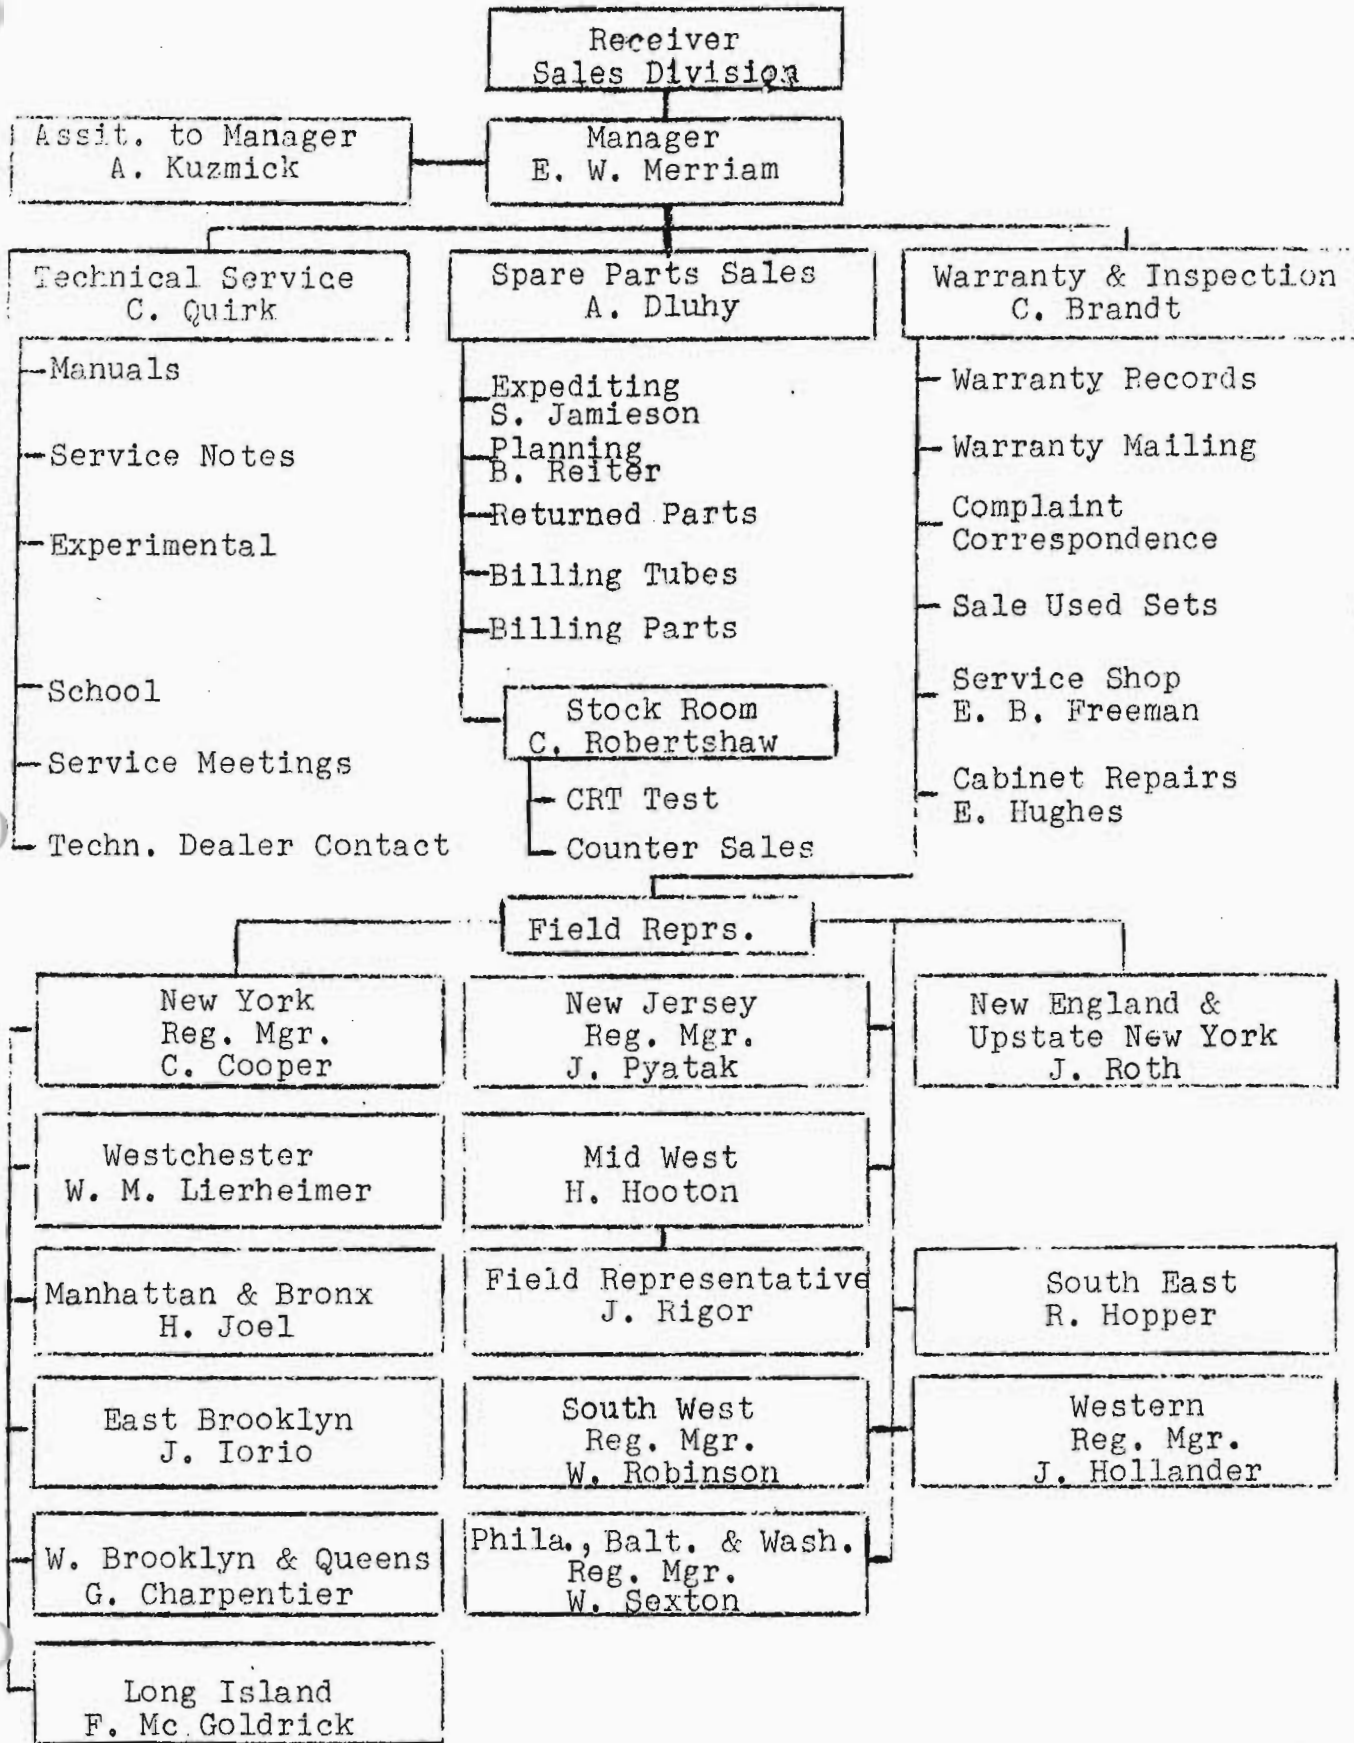 Receiver
Sales Division
Assit. to Manager
A. Kuzmick
Manager
E. W. Merriam
Technical Service
C. Quirk
Spare Parts Sales
A. Dluhy
Warranty & Inspection
C. Brandt
Manuals
Service Notes
Experimental
School
Service Meetings
Techn. Dealer Contact
Expediting
S. Jamieson
Planning
B. Reiter
Returned Parts
Billing Tubes
Billing Parts
Stock Room
C. Robertshaw
CRT Test
Counter Sales
Warranty Records
Warranty Mailing
Complaint
Correspondence
Sale Used Sets
Service Shop
E. B. Freeman
Cabinet Repairs
E. Hughes
Field Reprs.
New York
Reg. Mgr.
C. Cooper
New Jersey
Reg. Mgr.
J. Pyatak
New England &
Upstate New York
J. Roth
Westchester
W. M. Lierheimer
Mid West
H. Hooton
Manhattan & Bronx
H. Joel
Field Representative
J. Rigor
South East
R. Hopper
East Brooklyn
J. Iorio
South West
Reg. Mgr.
W. Robinson
Western
Reg. Mgr.
J. Hollander
W. Brooklyn & Queens
G. Charpentier
Phila., Balt. & Wash.
Reg. Mgr.
W. Sexton
Long Island
F. Mc Goldrick